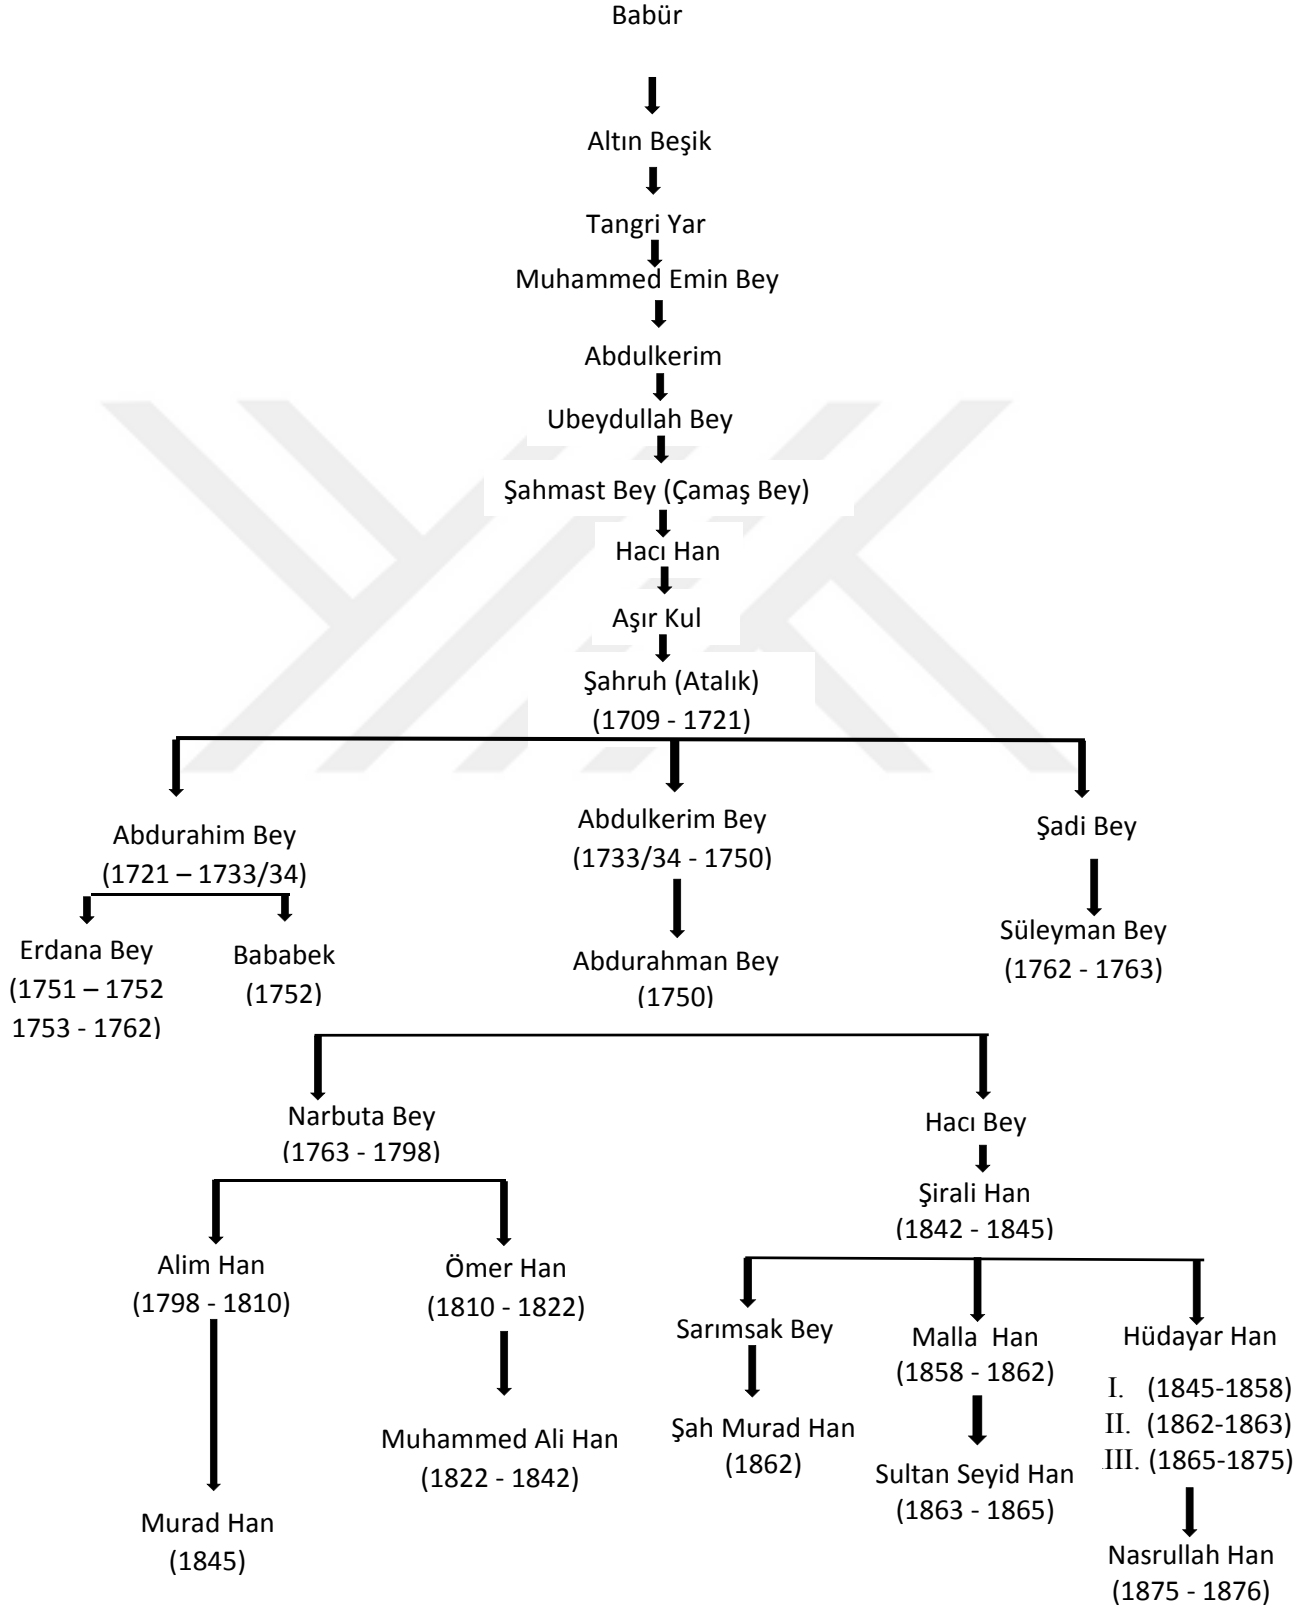 Babür
Altın Beşik
Tangri Yar
Muhammed Emin Bey
Abdulkerim
Ubeydullah Bey
Şahmast Bey (Çamaş Bey)
Hacı Han
Aşır Kul
Şahruh (Atalık)
(1709 - 1721)
Abdurahim Bey
(1721 – 1733/34)
Abdulkerim Bey
(1733/34 - 1750)
Şadi Bey
Erdana Bey
(1751 – 1752
1753 - 1762)
Bababek
(1752)
Abdurahman Bey
(1750)
Süleyman Bey
(1762 - 1763)
Narbuta Bey
(1763 - 1798)
Hacı Bey
Şirali Han
(1842 - 1845)
Alim Han
(1798 - 1810)
Ömer Han
(1810 - 1822)
Sarımsak Bey
Malla Han
(1858 - 1862)
Hüdayar Han
I. (1845-1858)
II. (1862-1863)
III. (1865-1875)
Muhammed Ali Han
(1822 - 1842)
Şah Murad Han
(1862)
Sultan Seyid Han
(1863 - 1865)
Murad Han
(1845)
Nasrullah Han
(1875 - 1876)